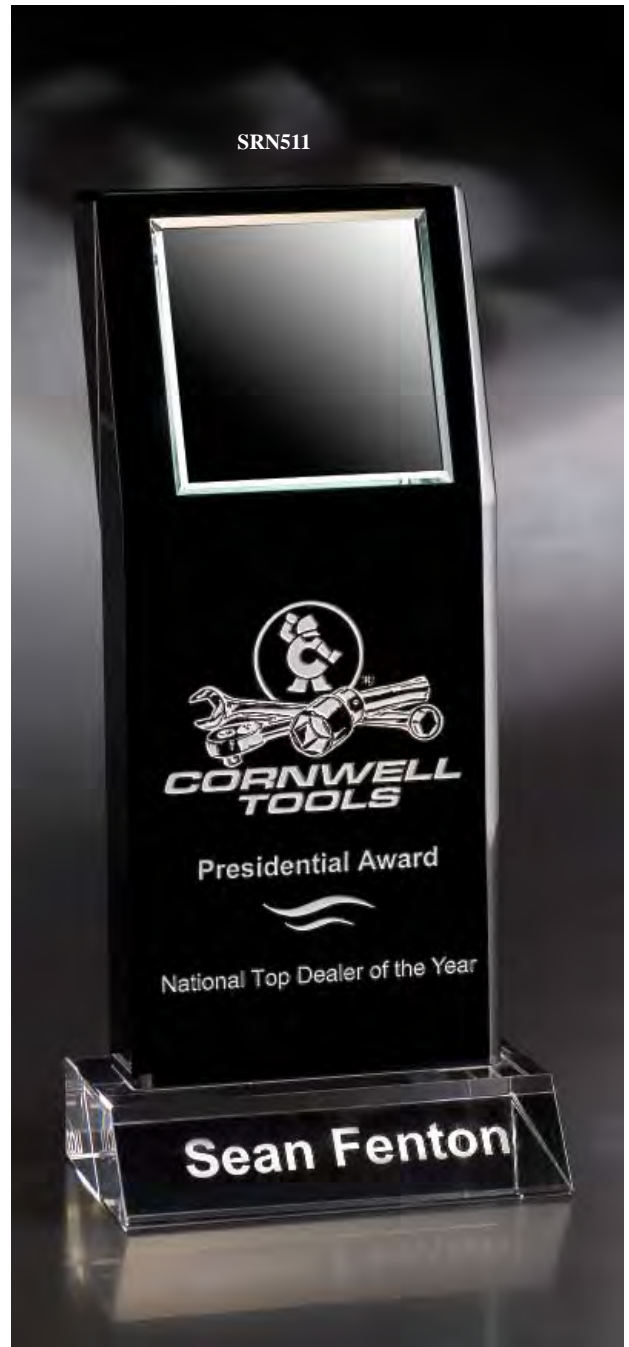 SRN511
®
CORNWELL
TOOLS
Presidential Award
National Top Dealer of the Year
Sean Fenton